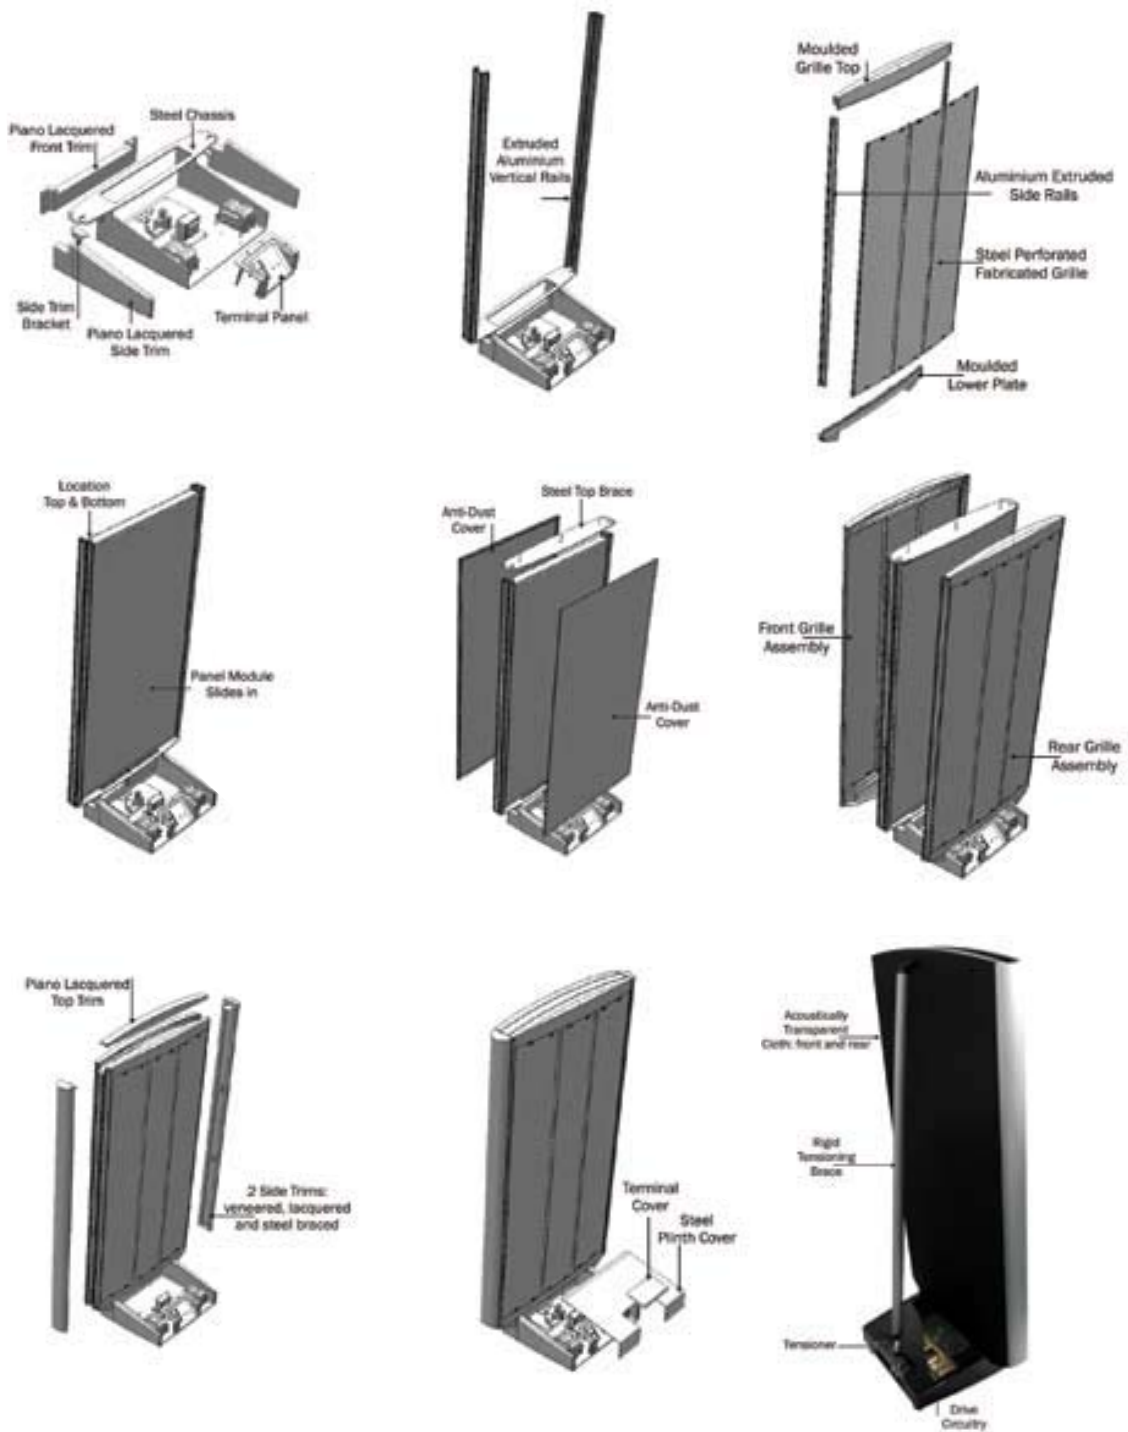 Steel Chassis
Piano Lacquered
Front Trim
Side Trim
Bracket
Piano Lacquered
Side Trim
Terminal Panel
Extruded
Aluminium
Vertical Rails
Moulded
Grille Top
Aluminium Extruded
Side Rails
Steel Perforated
Fabricated Grille
Moulded
Lower Plate
Location
Top & Bottom
Panel Module
Slides in
Anti-Dust
Cover
Steel Top Brace
Anti-Dust
Cover
Front Grille
Assembly
Rear Grille
Assembly
Piano Lacquered
Top Trim
2 Side Trims:
veneered, lacquered
and steel braced
Terminal
Cover
Steel
Plinth Cover
Acoustically
Transparent
Cloth: front and rear
Rigid
Tensioning
Brace
Tensioner
Drive
Circuitry